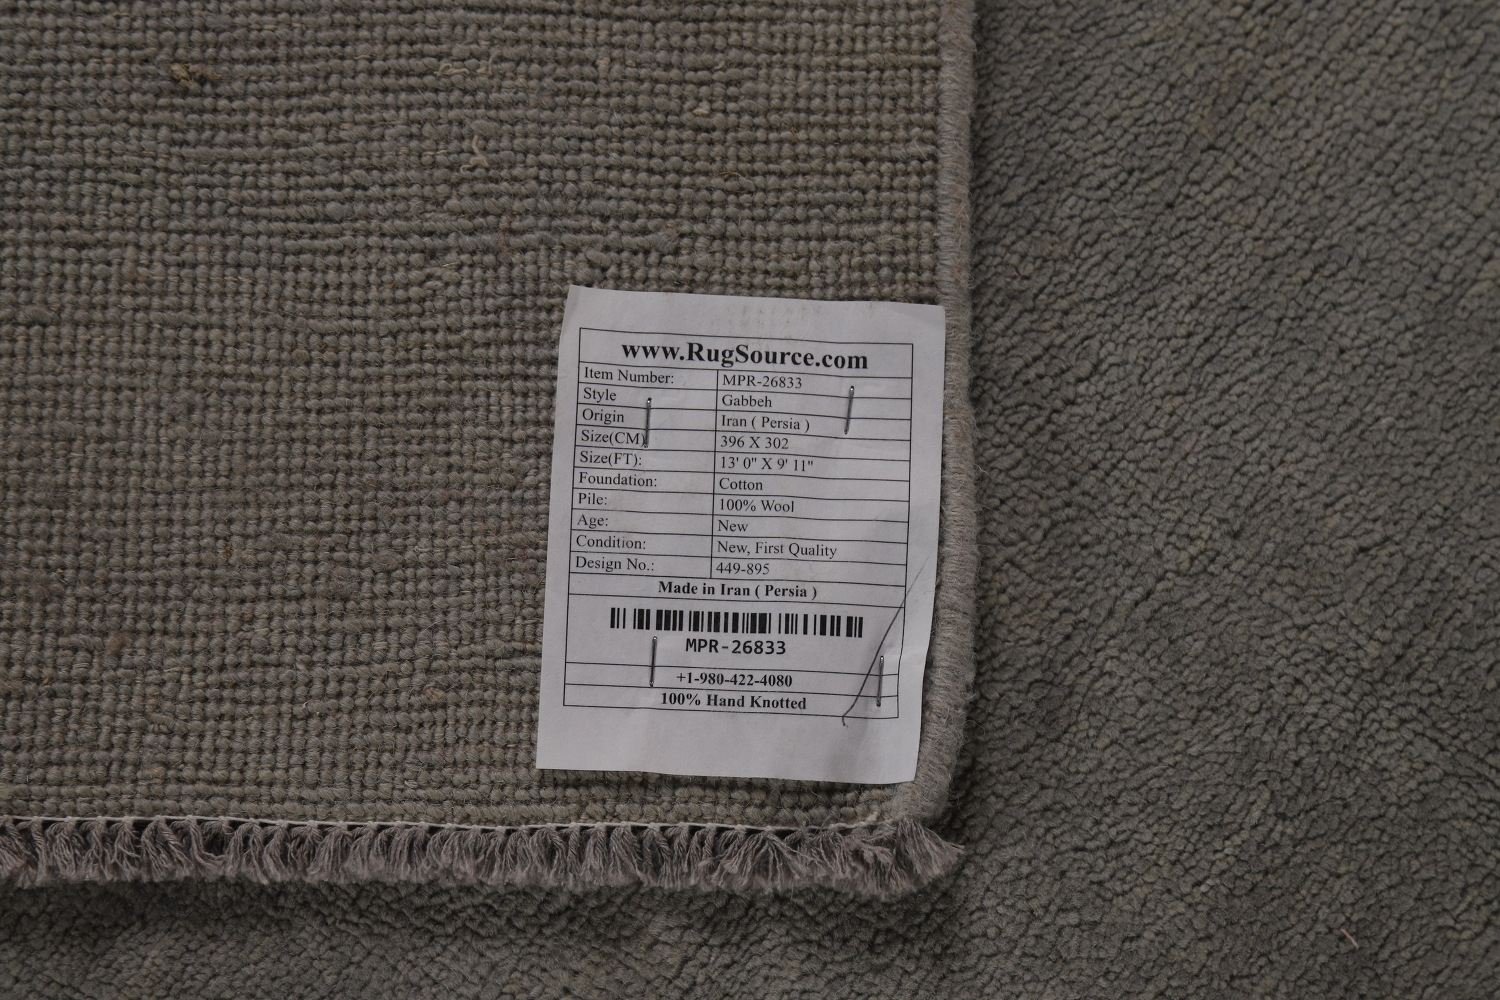 www.RugSource.com
Item Number: MPR-26833
Style Gabbeh
Origin Iran ( Persia )
Size(CM) 396 X 302
Size(FT): 13' 0" X 9' 11"
Foundation: Cotton
Pile: 100% Wool
Age: New
Condition: New, First Quality
Design No.: 449-895
Made in Iran ( Persia )
MPR-26833
+1-980-422-4080
100% Hand Knotted